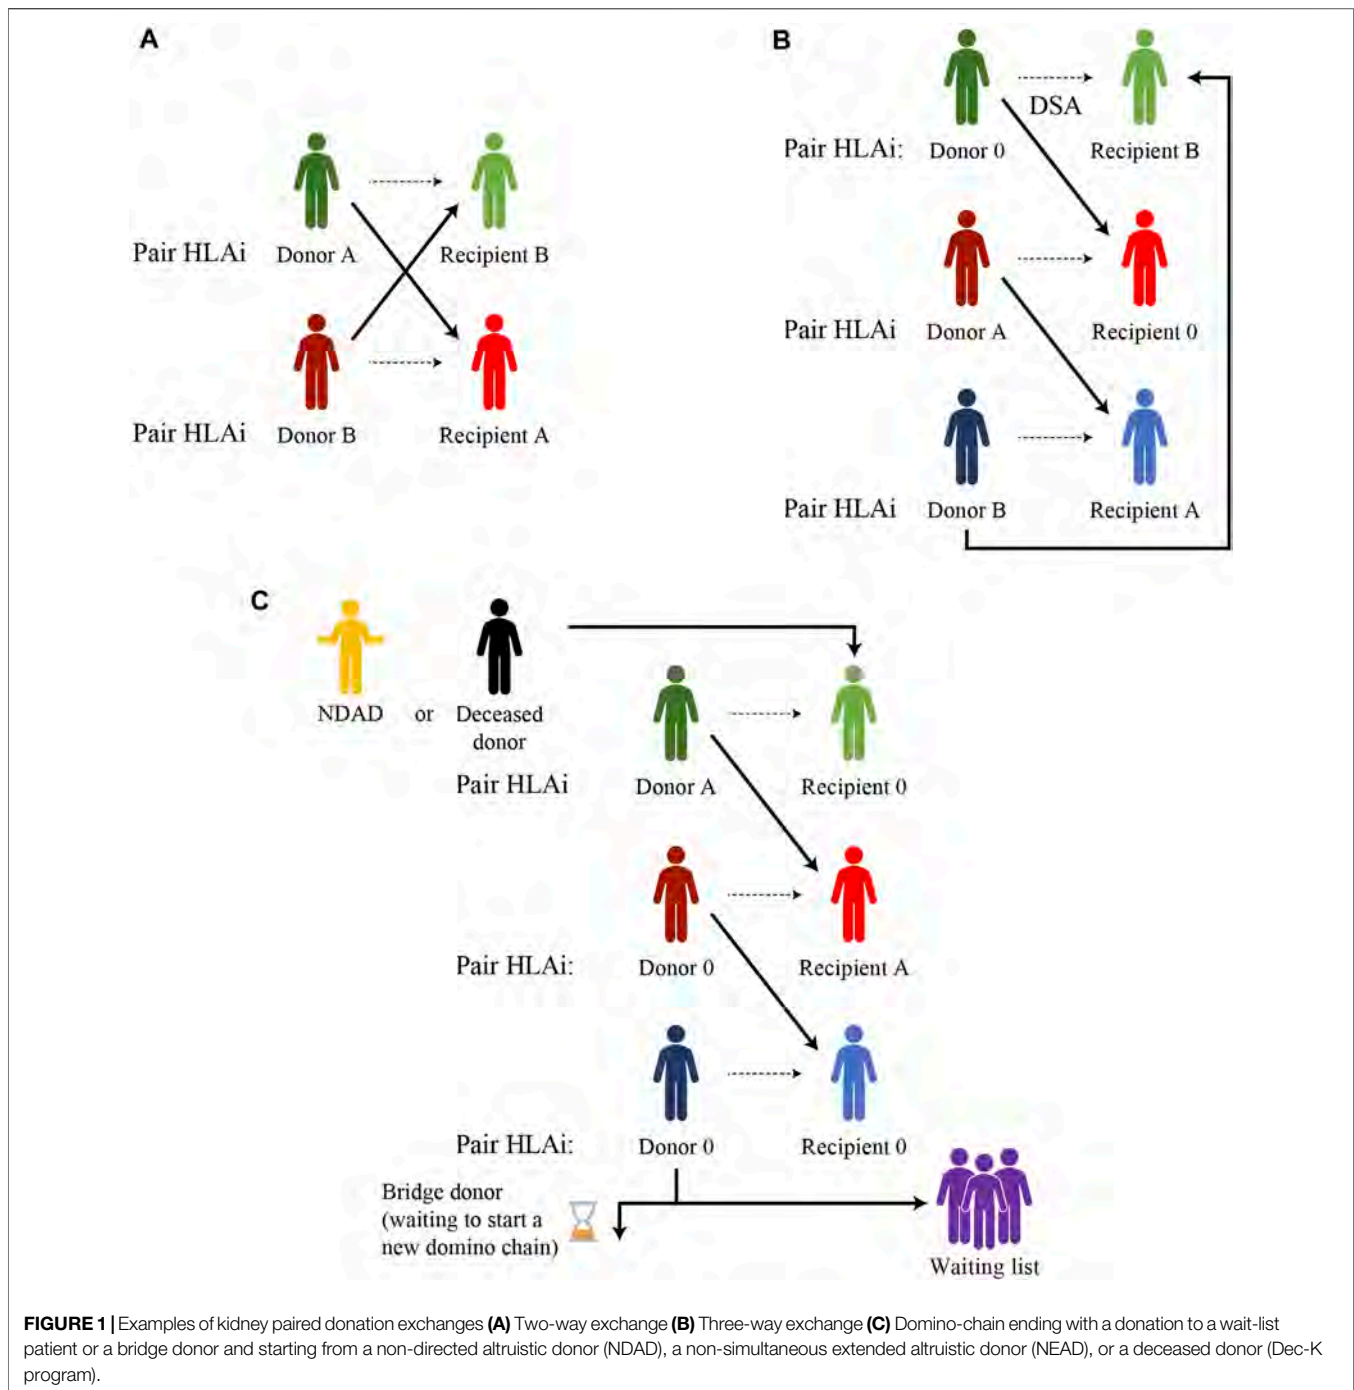 A
Pair HLAi
Donor A
Recipient B
Pair HLAi
Donor B
Recipient A
B
DSA
Pair HLAi:
Donor 0
Recipient B
Pair HLAi
Donor A
Recipient 0
Pair HLAi
Donor B
Recipient A
C
NDAD
or
Deceased
donor
Pair HLAi
Donor A
Recipient 0
Pair HLAi:
Donor 0
Recipient A
Pair HLAi:
Donor 0
Recipient 0
Bridge donor
(waiting to start a
new domino chain)
Waiting list
FIGURE 1 | Examples of kidney paired donation exchanges (A) Two-way exchange (B) Three-way exchange (C) Domino-chain ending with a donation to a wait-list
patient or a bridge donor and starting from a non-directed altruistic donor (NDAD), a non-simultaneous extended altruistic donor (NEAD), or a deceased donor (Dec-K
program).